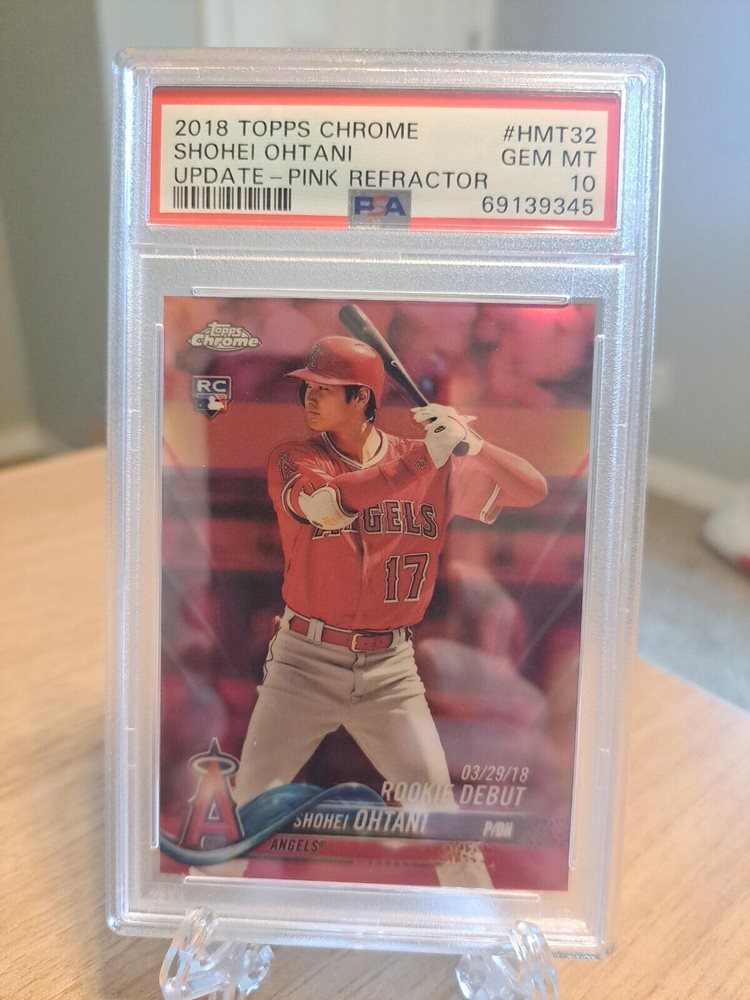 2018 TOPPS CHROME #HMT32
SHOHEI OHTANI GEM MT
UPDATE-PINK REFRACTOR 10
PSA 69139345
Topps
Chrome
RC
A
A
ANGELS
17
03/29/18
ROOKIE DEBUT
SHOHEI OHTANI P/DH
A
ANGELS®